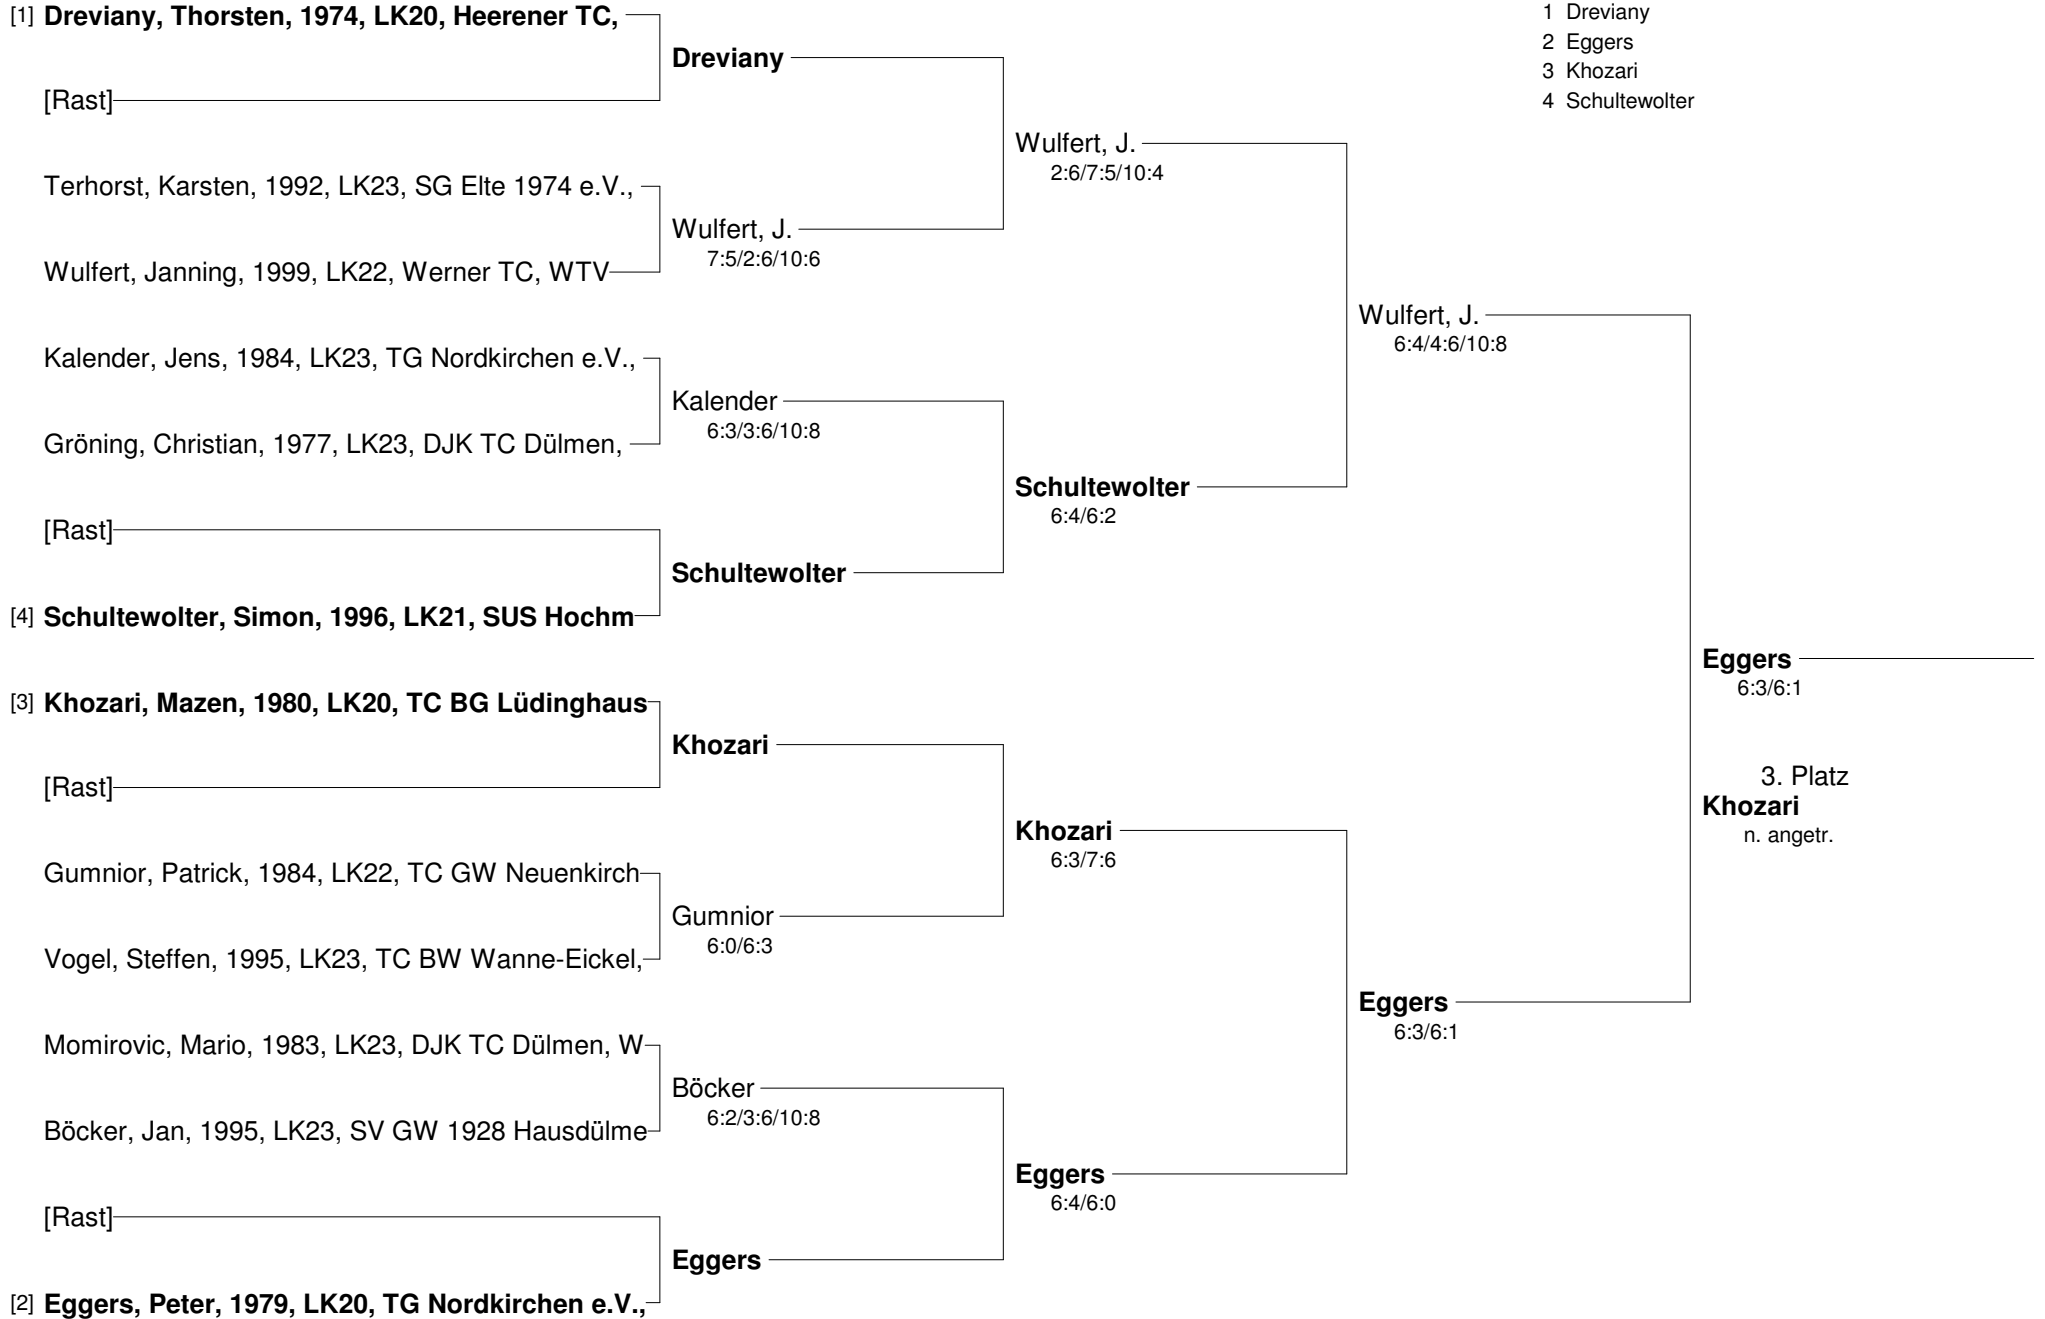 [1] Dreviany, Thorsten, 1974, LK20, Heerener TC,
[Rast]
Terhorst, Karsten, 1992, LK23, SG Elte 1974 e.V.,
Wulfert, Janning, 1999, LK22, Werner TC, WTV
Kalender, Jens, 1984, LK23, TG Nordkirchen e.V.,
Gröning, Christian, 1977, LK23, DJK TC Dülmen,
[Rast]
[4] Schultewolter, Simon, 1996, LK21, SUS Hochm
[3] Khozari, Mazen, 1980, LK20, TC BG Lüdinghaus
[Rast]
Gumnior, Patrick, 1984, LK22, TC GW Neuenkirch
Vogel, Steffen, 1995, LK23, TC BW Wanne-Eickel,
Momirovic, Mario, 1983, LK23, DJK TC Dülmen, W
Böcker, Jan, 1995, LK23, SV GW 1928 Hausdülme
[Rast]
[2] Eggers, Peter, 1979, LK20, TG Nordkirchen e.V.,
Dreviany
Wulfert, J.
7:5/2:6/10:6
Kalender
6:3/3:6/10:8
Schultewolter
Khozari
Gumnior
6:0/6:3
Böcker
6:2/3:6/10:8
Eggers
Wulfert, J.
2:6/7:5/10:4
Schultewolter
6:4/6:2
Khozari
6:3/7:6
Eggers
6:4/6:0
Wulfert, J.
6:4/4:6/10:8
Eggers
6:3/6:1
Eggers
6:3/6:1
3. Platz
Khozari
n. angetr.
1 Dreviany
2 Eggers
3 Khozari
4 Schultewolter